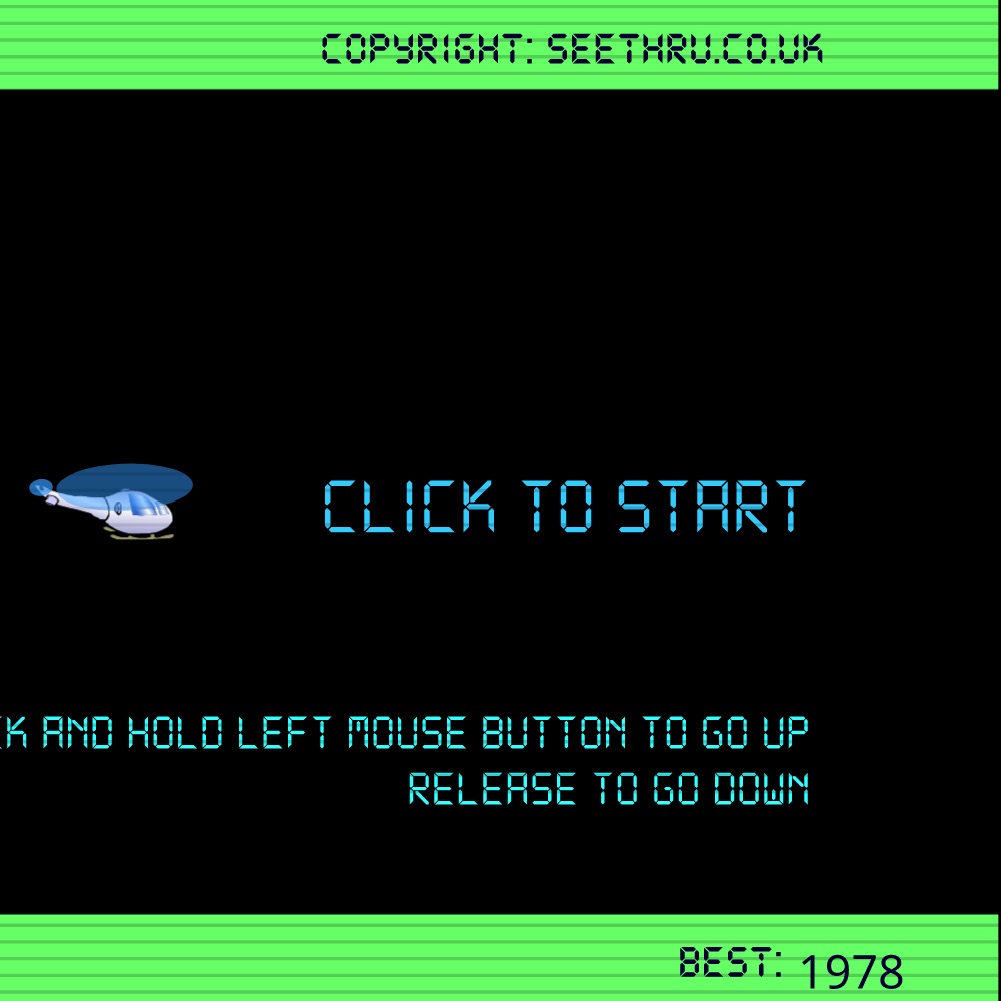 COPYRIGHT: SEETHRU.CO.UK
CLICK TO START
AND HOLD LEFT MOUSE BUTTON TO GO UP
RELEASE TO GO DOWN
BEST: 1978